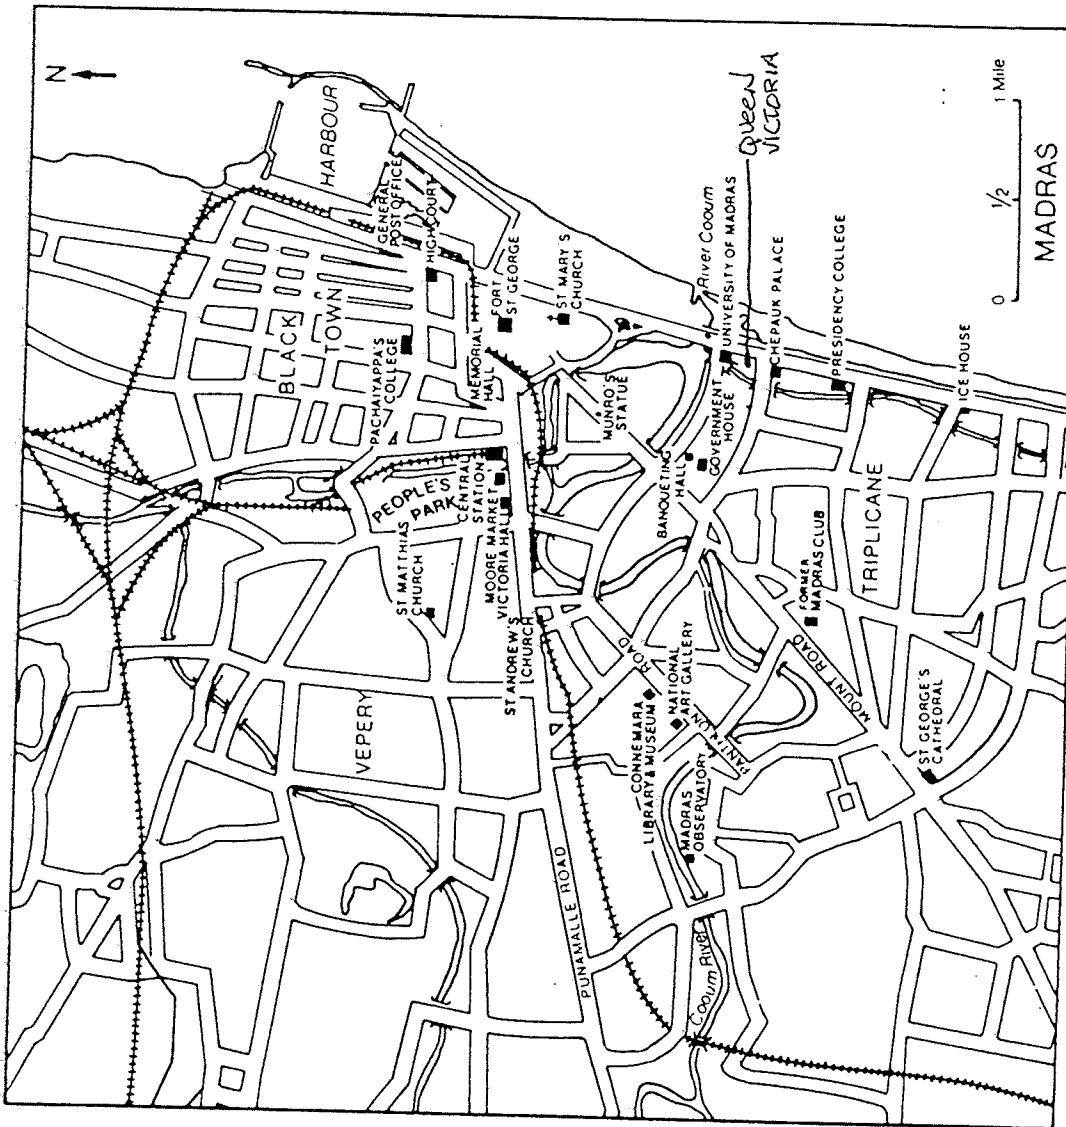 N
HARBOUR
GENERAL
POST OFFICE
HIGH COURT
BLACK
TOWN
PACHAIYAPPA'S
COLLEGE
MEMORIAL
HALL
FORT
ST GEORGE
ST MARY'S
CHURCH
PEOPLE'S
PARK
CENTRAL
STATION
MOORE MARKET
VICTORIA HALL
ST MATTHIAS
CHURCH
ST ANDREW'S
CHURCH
VEPERY
MUNRO'S
STATUE
River Cooum
UNIVERSITY OF MADRAS
QUEEN
VICTORIA
CHEPAUK PALACE
PRESIDENCY COLLEGE
ICE HOUSE
GOVERNMENT
HOUSE
BANQUETING
HALL
TRIPLICANE
FORMER
MADRAS CLUB
MOUNT ROAD
ST GEORGE'S
CATHEDRAL
PANTHEON ROAD
NATIONAL
ART GALLERY
CONNEMARA
LIBRARY & MUSEUM
MADRAS
OBSERVATORY
PUNAMALLE ROAD
Cooum River
0 1/2 1 Mile
MADRAS